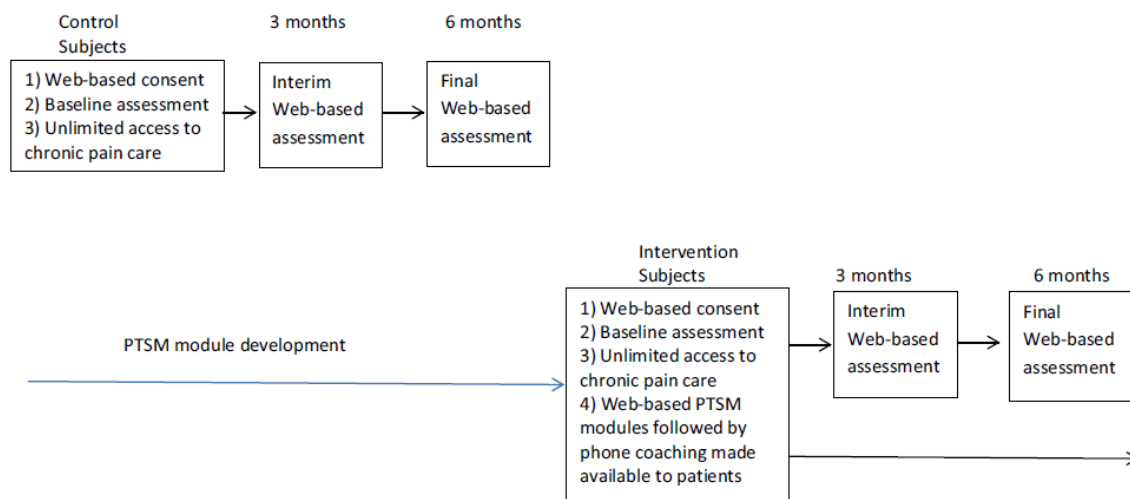 Control
Subjects
3 months
6 months
1) Web-based consent
2) Baseline assessment
3) Unlimited access to
chronic pain care
Interim
Web-based
assessment
Final
Web-based
assessment
PTSM module development
Intervention
Subjects
3 months
6 months
1) Web-based consent
2) Baseline assessment
3) Unlimited access to
chronic pain care
4) Web-based PTSM
modules followed by
phone coaching made
available to patients
Interim
Web-based
assessment
Final
Web-based
assessment